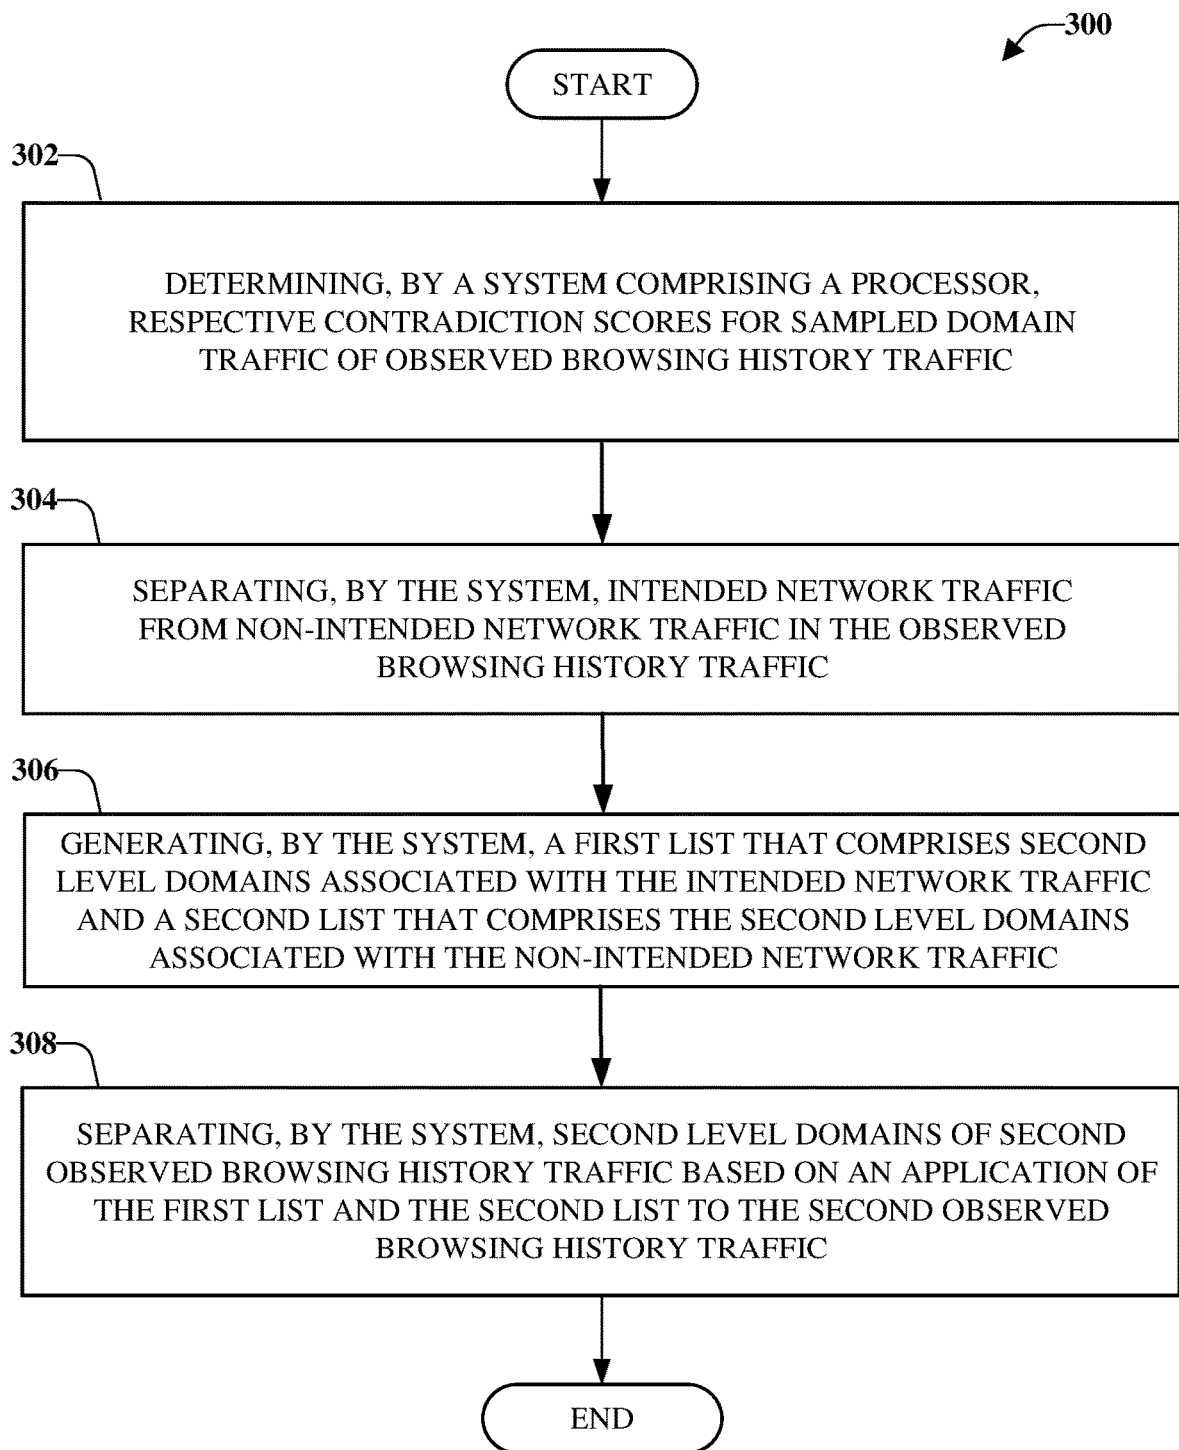 300
START
302
DETERMINING, BY A SYSTEM COMPRISING A PROCESSOR,
RESPECTIVE CONTRADICTION SCORES FOR SAMPLED DOMAIN
TRAFFIC OF OBSERVED BROWSING HISTORY TRAFFIC
304
SEPARATING, BY THE SYSTEM, INTENDED NETWORK TRAFFIC
FROM NON-INTENDED NETWORK TRAFFIC IN THE OBSERVED
BROWSING HISTORY TRAFFIC
306
GENERATING, BY THE SYSTEM, A FIRST LIST THAT COMPRISES SECOND
LEVEL DOMAINS ASSOCIATED WITH THE INTENDED NETWORK TRAFFIC
AND A SECOND LIST THAT COMPRISES THE SECOND LEVEL DOMAINS
ASSOCIATED WITH THE NON-INTENDED NETWORK TRAFFIC
308
SEPARATING, BY THE SYSTEM, SECOND LEVEL DOMAINS OF SECOND
OBSERVED BROWSING HISTORY TRAFFIC BASED ON AN APPLICATION OF
THE FIRST LIST AND THE SECOND LIST TO THE SECOND OBSERVED
BROWSING HISTORY TRAFFIC
END